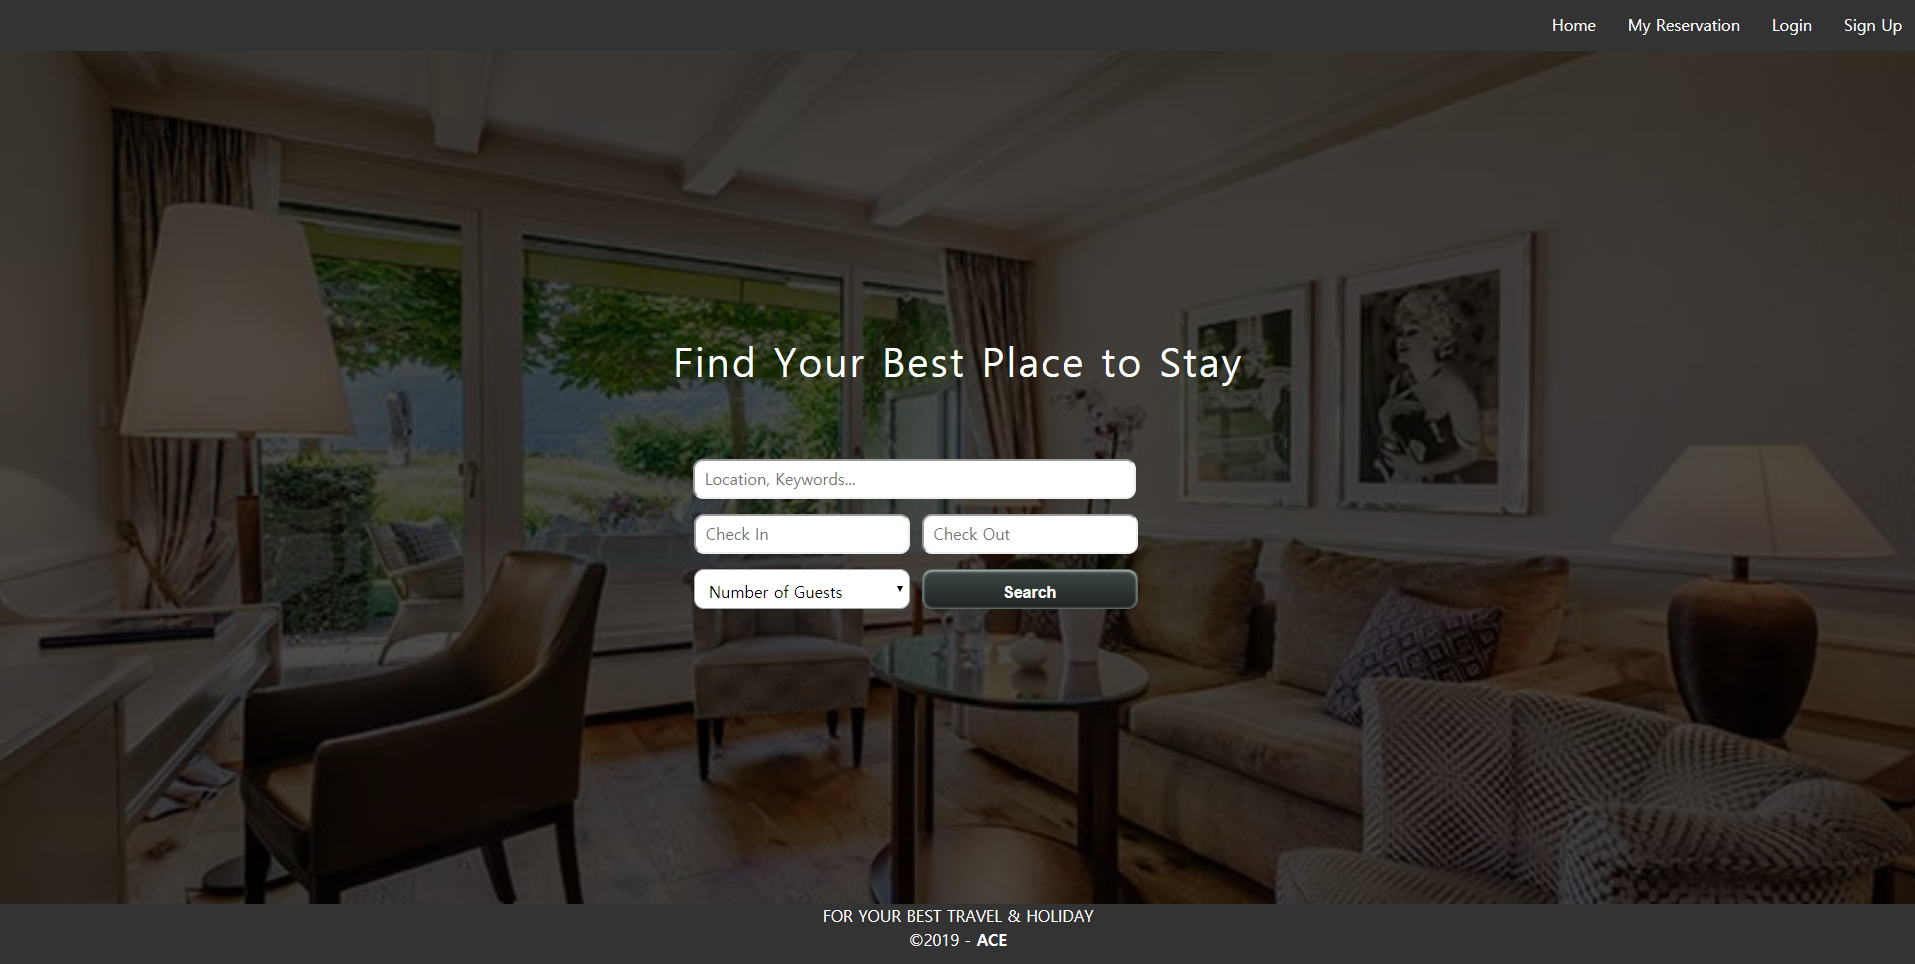 Home My Reservation Login Sign Up
Find Your Best Place to Stay
Location, Keywords...
Check In Check Out
Number of Guests Search
FOR YOUR BEST TRAVEL & HOLIDAY
©2019 - ACE